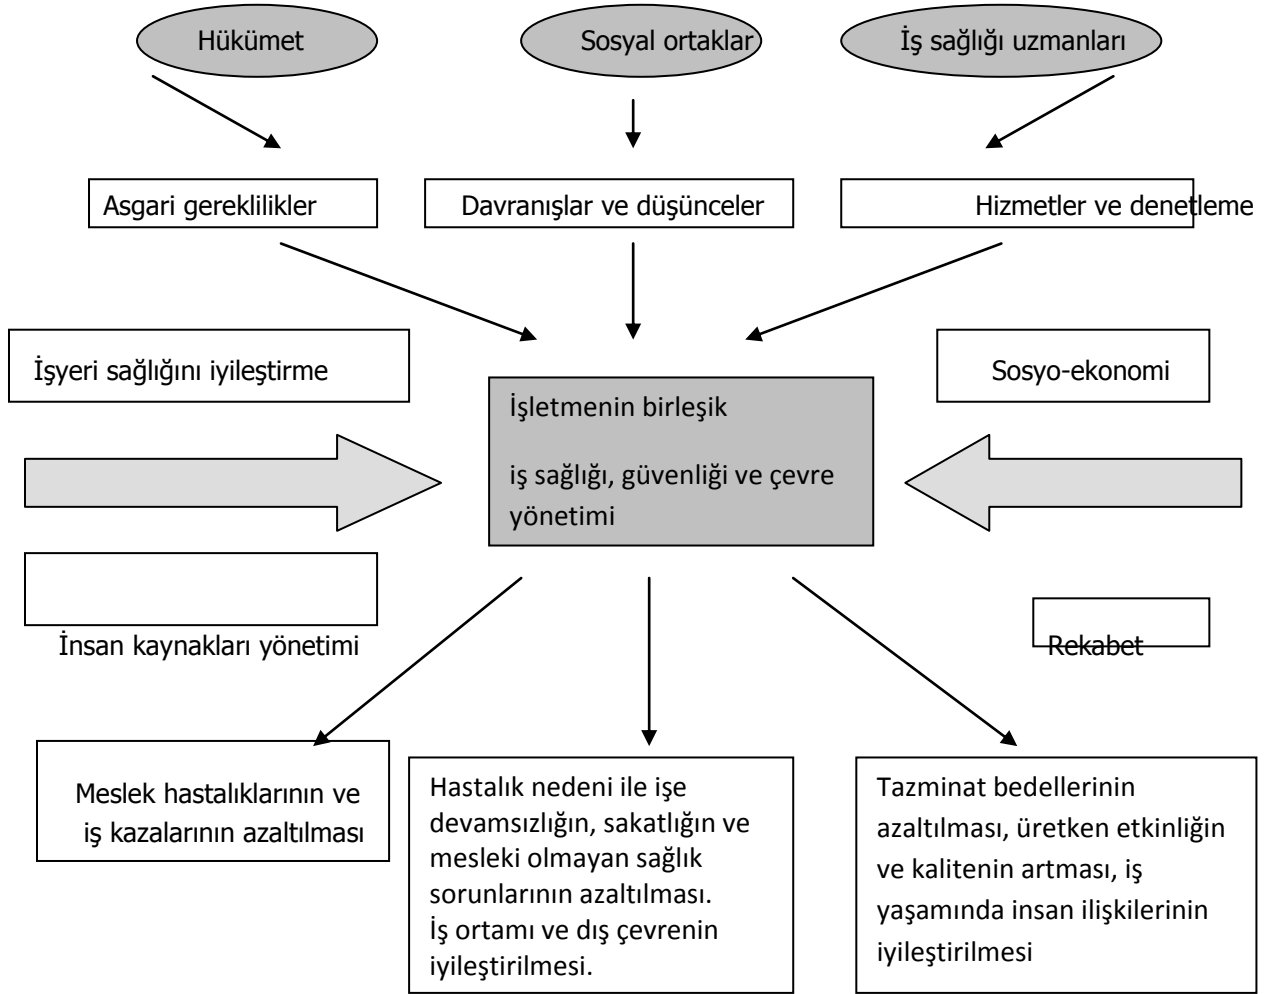 Hükümet
Sosyal ortaklar
İş sağlığı uzmanları
Asgari gereklilikler
Davranışlar ve düşünceler
Hizmetler ve denetleme
İşyeri sağlığını iyileştirme
Sosyo-ekonomi
İşletmenin birleşik
iş sağlığı, güvenliği ve çevre
yönetimi
İnsan kaynakları yönetimi
Rekabet
Meslek hastalıklarının ve
iş kazalarının azaltılması
Hastalık nedeni ile işe
devamsızlığın, sakatlığın ve
mesleki olmayan sağlık
sorunlarının azaltılması.
İş ortamı ve dış çevrenin
iyileştirilmesi.
Tazminat bedellerinin
azaltılması, üretken etkinliğin
ve kalitenin artması, iş
yaşamında insan ilişkilerinin
iyileştirilmesi